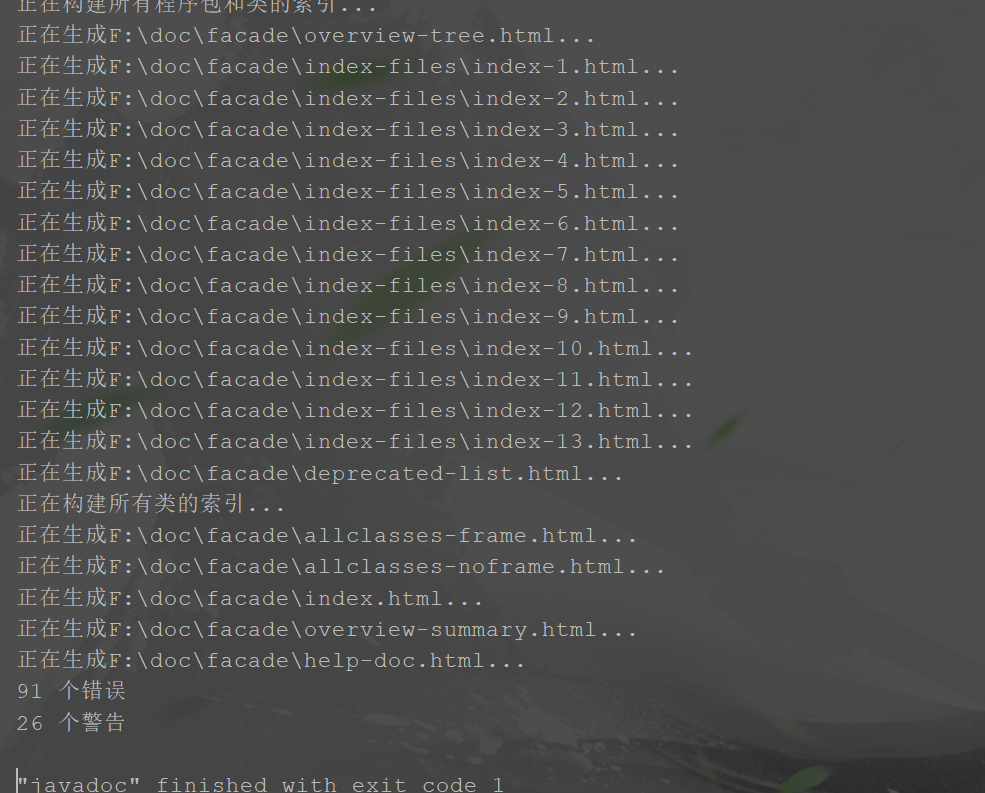 正在构建所有程序包和类的索引...
正在生成F:\doc\facade\overview-tree.html...
正在生成F:\doc\facade\index-files\index-1.html...
正在生成F:\doc\facade\index-files\index-2.html...
正在生成F:\doc\facade\index-files\index-3.html...
正在生成F:\doc\facade\index-files\index-4.html...
正在生成F:\doc\facade\index-files\index-5.html...
正在生成F:\doc\facade\index-files\index-6.html...
正在生成F:\doc\facade\index-files\index-7.html...
正在生成F:\doc\facade\index-files\index-8.html...
正在生成F:\doc\facade\index-files\index-9.html...
正在生成F:\doc\facade\index-files\index-10.html...
正在生成F:\doc\facade\index-files\index-11.html...
正在生成F:\doc\facade\index-files\index-12.html...
正在生成F:\doc\facade\index-files\index-13.html...
正在生成F:\doc\facade\deprecated-list.html...
正在构建所有类的索引...
正在生成F:\doc\facade\allclasses-frame.html...
正在生成F:\doc\facade\allclasses-noframe.html...
正在生成F:\doc\facade\index.html...
正在生成F:\doc\facade\overview-summary.html...
正在生成F:\doc\facade\help-doc.html...
91 个错误
26 个警告
"javadoc" finished with exit code 1